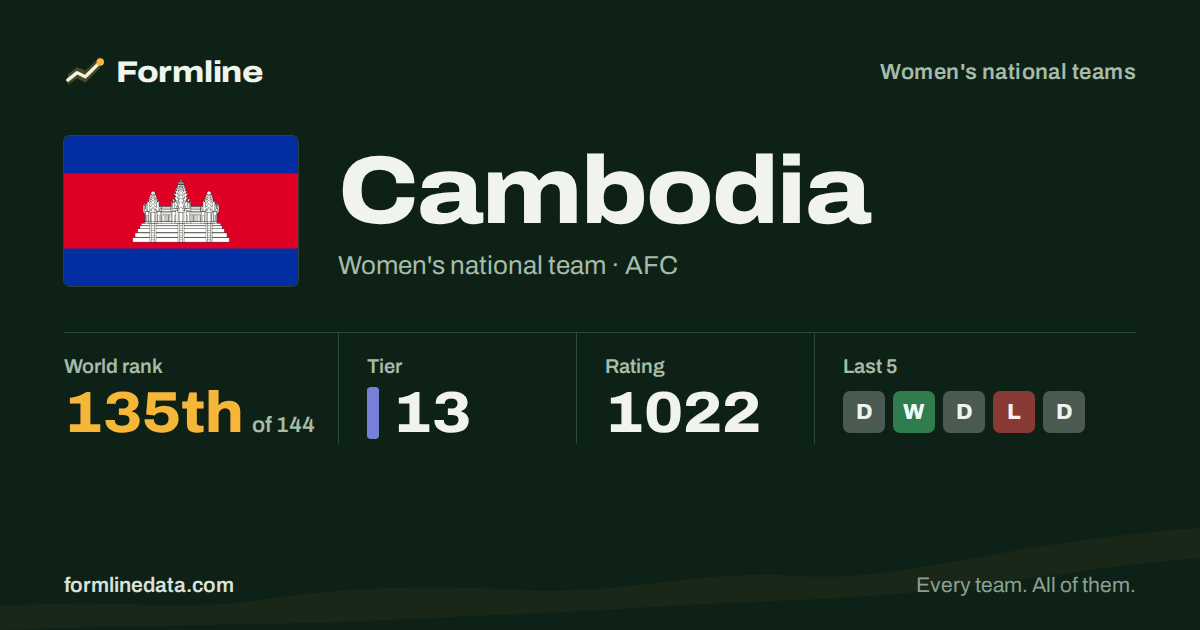 Formline
Women's national teams
Cambodia
Women's national team · AFC
World rank
135th of 144
Tier
13
Rating
1022
Last 5
D W D L D
formlinedata.com
Every team. All of them.